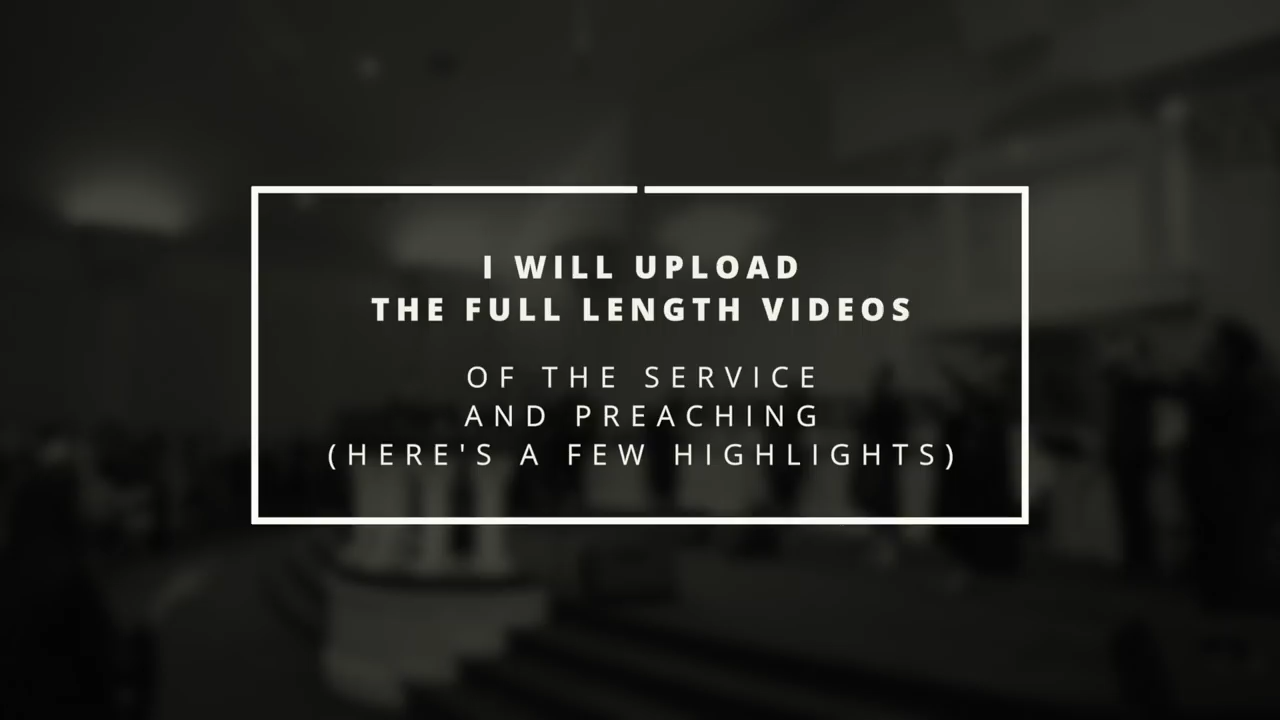 I WILL UPLOAD
THE FULL LENGTH VIDEOS
OF THE SERVICE
AND PREACHING
(HERE'S A FEW HIGHLIGHTS)